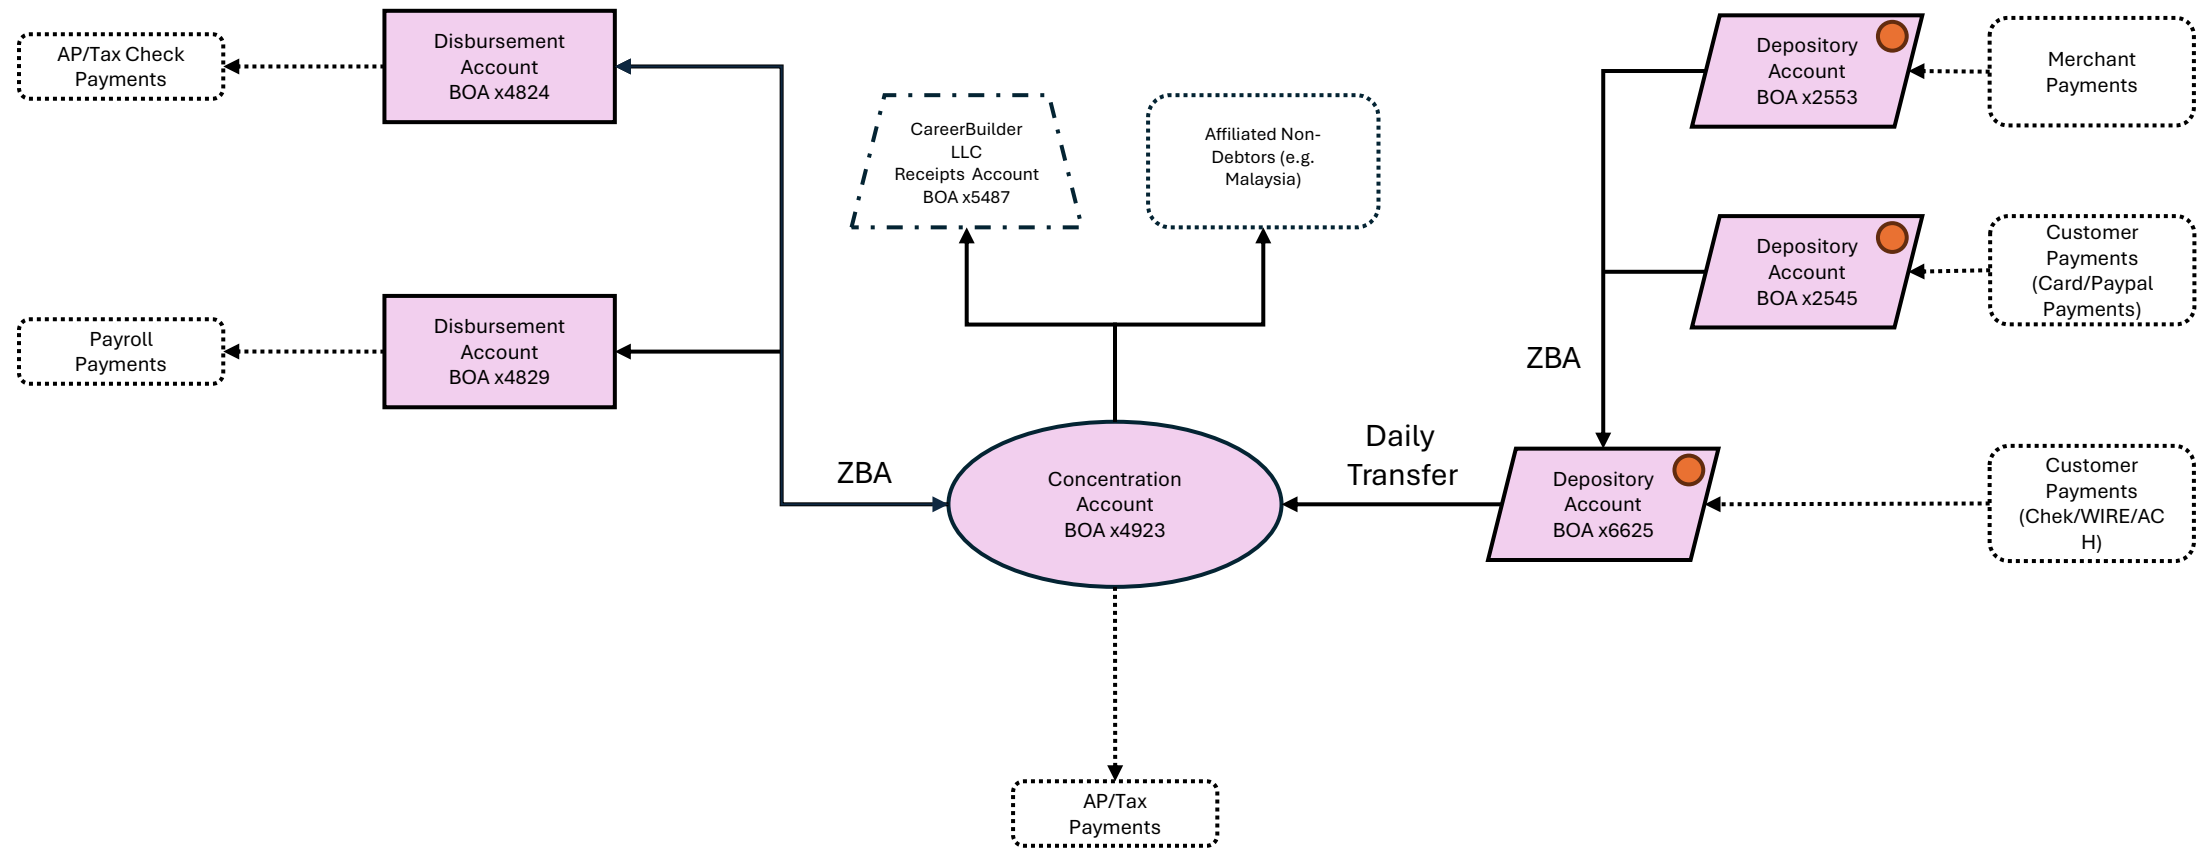 AP/Tax Check
Payments
Disbursement
Account
BOA x4824
Payroll
Payments
Disbursement
Account
BOA x4829
CareerBuilder
LLC
Receipts Account
BOA x5487
Affiliated Non-
Debtors (e.g.
Malaysia)
Depository
Account
BOA x2553
Merchant
Payments
Depository
Account
BOA x2545
Customer
Payments
(Card/Paypal
Payments)
ZBA
ZBA
Concentration
Account
BOA x4923
Daily
Transfer
Depository
Account
BOA x6625
Customer
Payments
(Chek/WIRE/AC
H)
AP/Tax
Payments